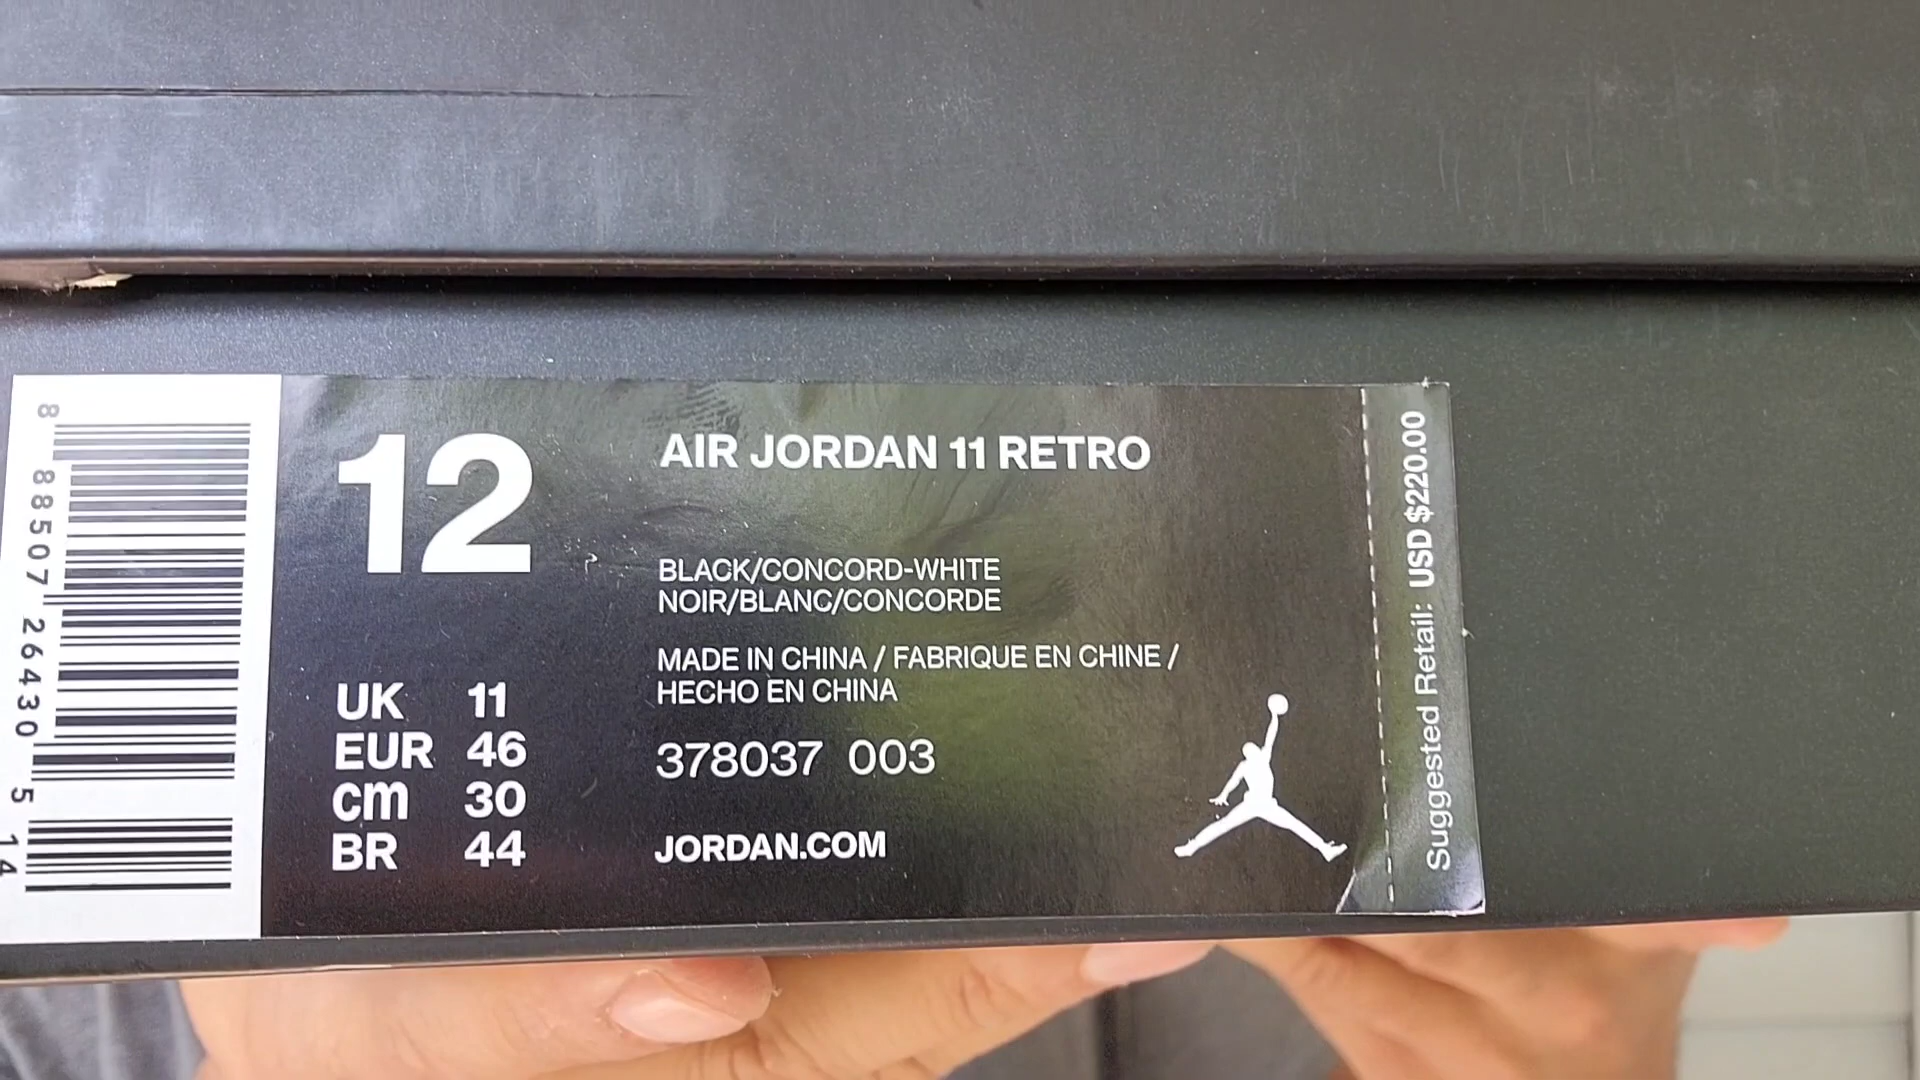 8 88507 26430 5 14
12
UK 11
EUR 46
cm 30
BR 44
AIR JORDAN 11 RETRO
BLACK/CONCORD-WHITE
NOIR/BLANC/CONCORDE
MADE IN CHINA / FABRIQUE EN CHINE /
HECHO EN CHINA
378037 003
JORDAN.COM
Suggested Retail: USD $220.00